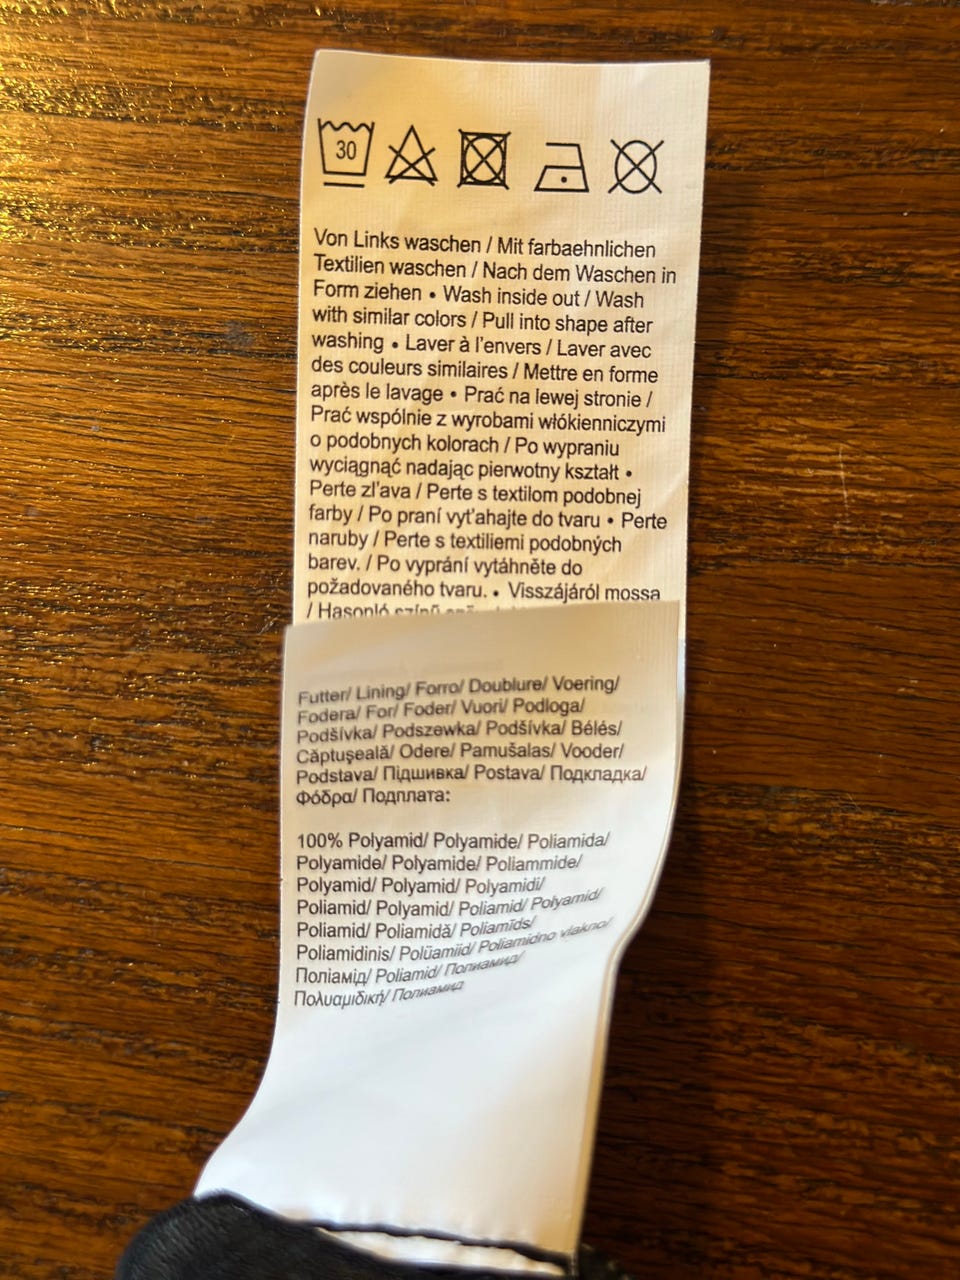 30
Von Links waschen / Mit farbaehnlichen
Textilien waschen / Nach dem Waschen in
Form ziehen • Wash inside out / Wash
with similar colors / Pull into shape after
washing • Laver à l'envers / Laver avec
des couleurs similaires / Mettre en forme
après le lavage • Prać na lewej stronie /
Prać wspólnie z wyrobami włókienniczymi
o podobnych kolorach / Po wypraniu
wyciągnąć nadając pierwotny kształt •
Perte zl'ava / Perte s textilom podobnej
farby / Po praní vyt'ahajte do tvaru • Perte
naruby / Perte s textiliemi podobných
barev. / Po vyprání vytáhněte do
požadovaného tvaru. • Visszájáról mossa
/ Hasonló színű
Futter/ Lining/ Forro/ Doublure/ Voering/
Fodera/ For/ Foder/ Vuori/ Podloga/
Podšívka/ Podszewka/ Podšívka/ Bélés/
Căptuşeală/ Odere/ Pamušalas/ Vooder/
Podstava/ Підшивка/ Postava/ Подкладка/
Φόδρα/ Подплата:
100% Polyamid/ Polyamide/ Poliamida/
Polyamide/ Polyamide/ Poliammide/
Polyamid/ Polyamid/ Polyamidi/
Poliamid/ Polyamid/ Poliamid/ Polyamid/
Poliamid/ Poliamidă/ Poliamīds/
Poliamidinis/ Polüamiid/ Poliamidno vlakno/
Поліамід/ Poliamid/ Полиамид/
Πολυαμιδική/ Полиамид